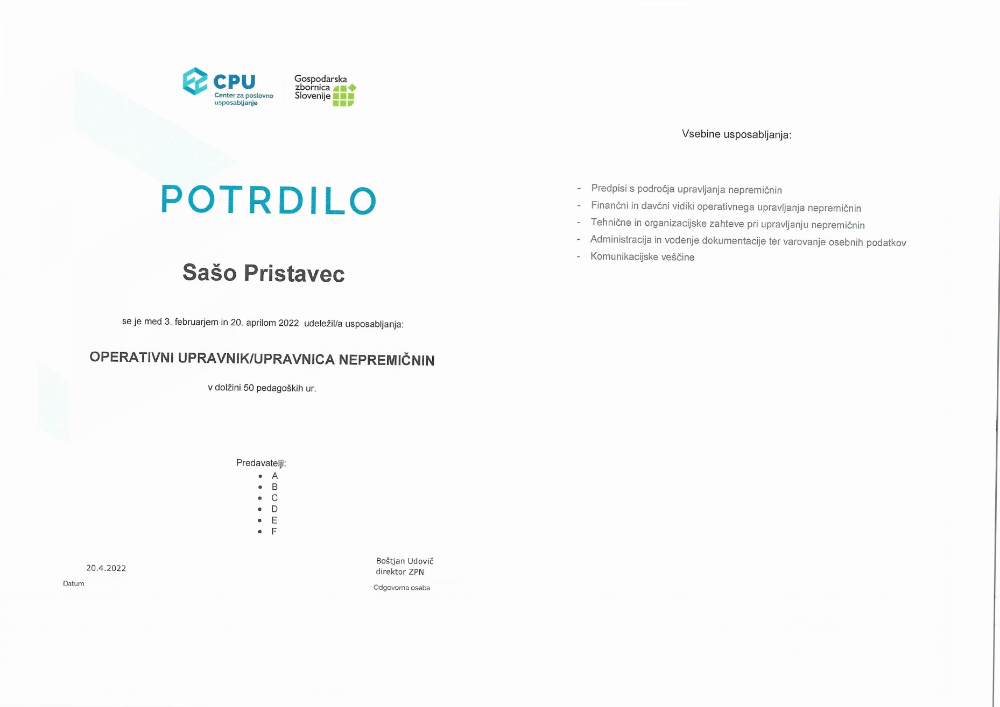 CPU
Center za poslovno
usposabljanje
Gospodarska
zbornica
Slovenije
POTRDILO
Sašo Pristavec
se je med 3. februarjem in 20. aprilom 2022 udeležil/a usposabljanja:
OPERATIVNI UPRAVNIK/UPRAVNICA NEPREMIČNIN
v dolžini 50 pedagoških ur.
Predavatelji:
• A
• B
• C
• D
• E
• F
20.4.2022
Datum
Boštjan Udovič
direktor ZPN
Odgovorna oseba
Vsebine usposabljanja:
- Predpisi s področja upravljanja nepremičnin
- Finančni in davčni vidiki operativnega upravljanja nepremičnin
- Tehnične in organizacijske zahteve pri upravljanju nepremičnin
- Administracija in vodenje dokumentacije ter varovanje osebnih podatkov
- Komunikacijske veščine